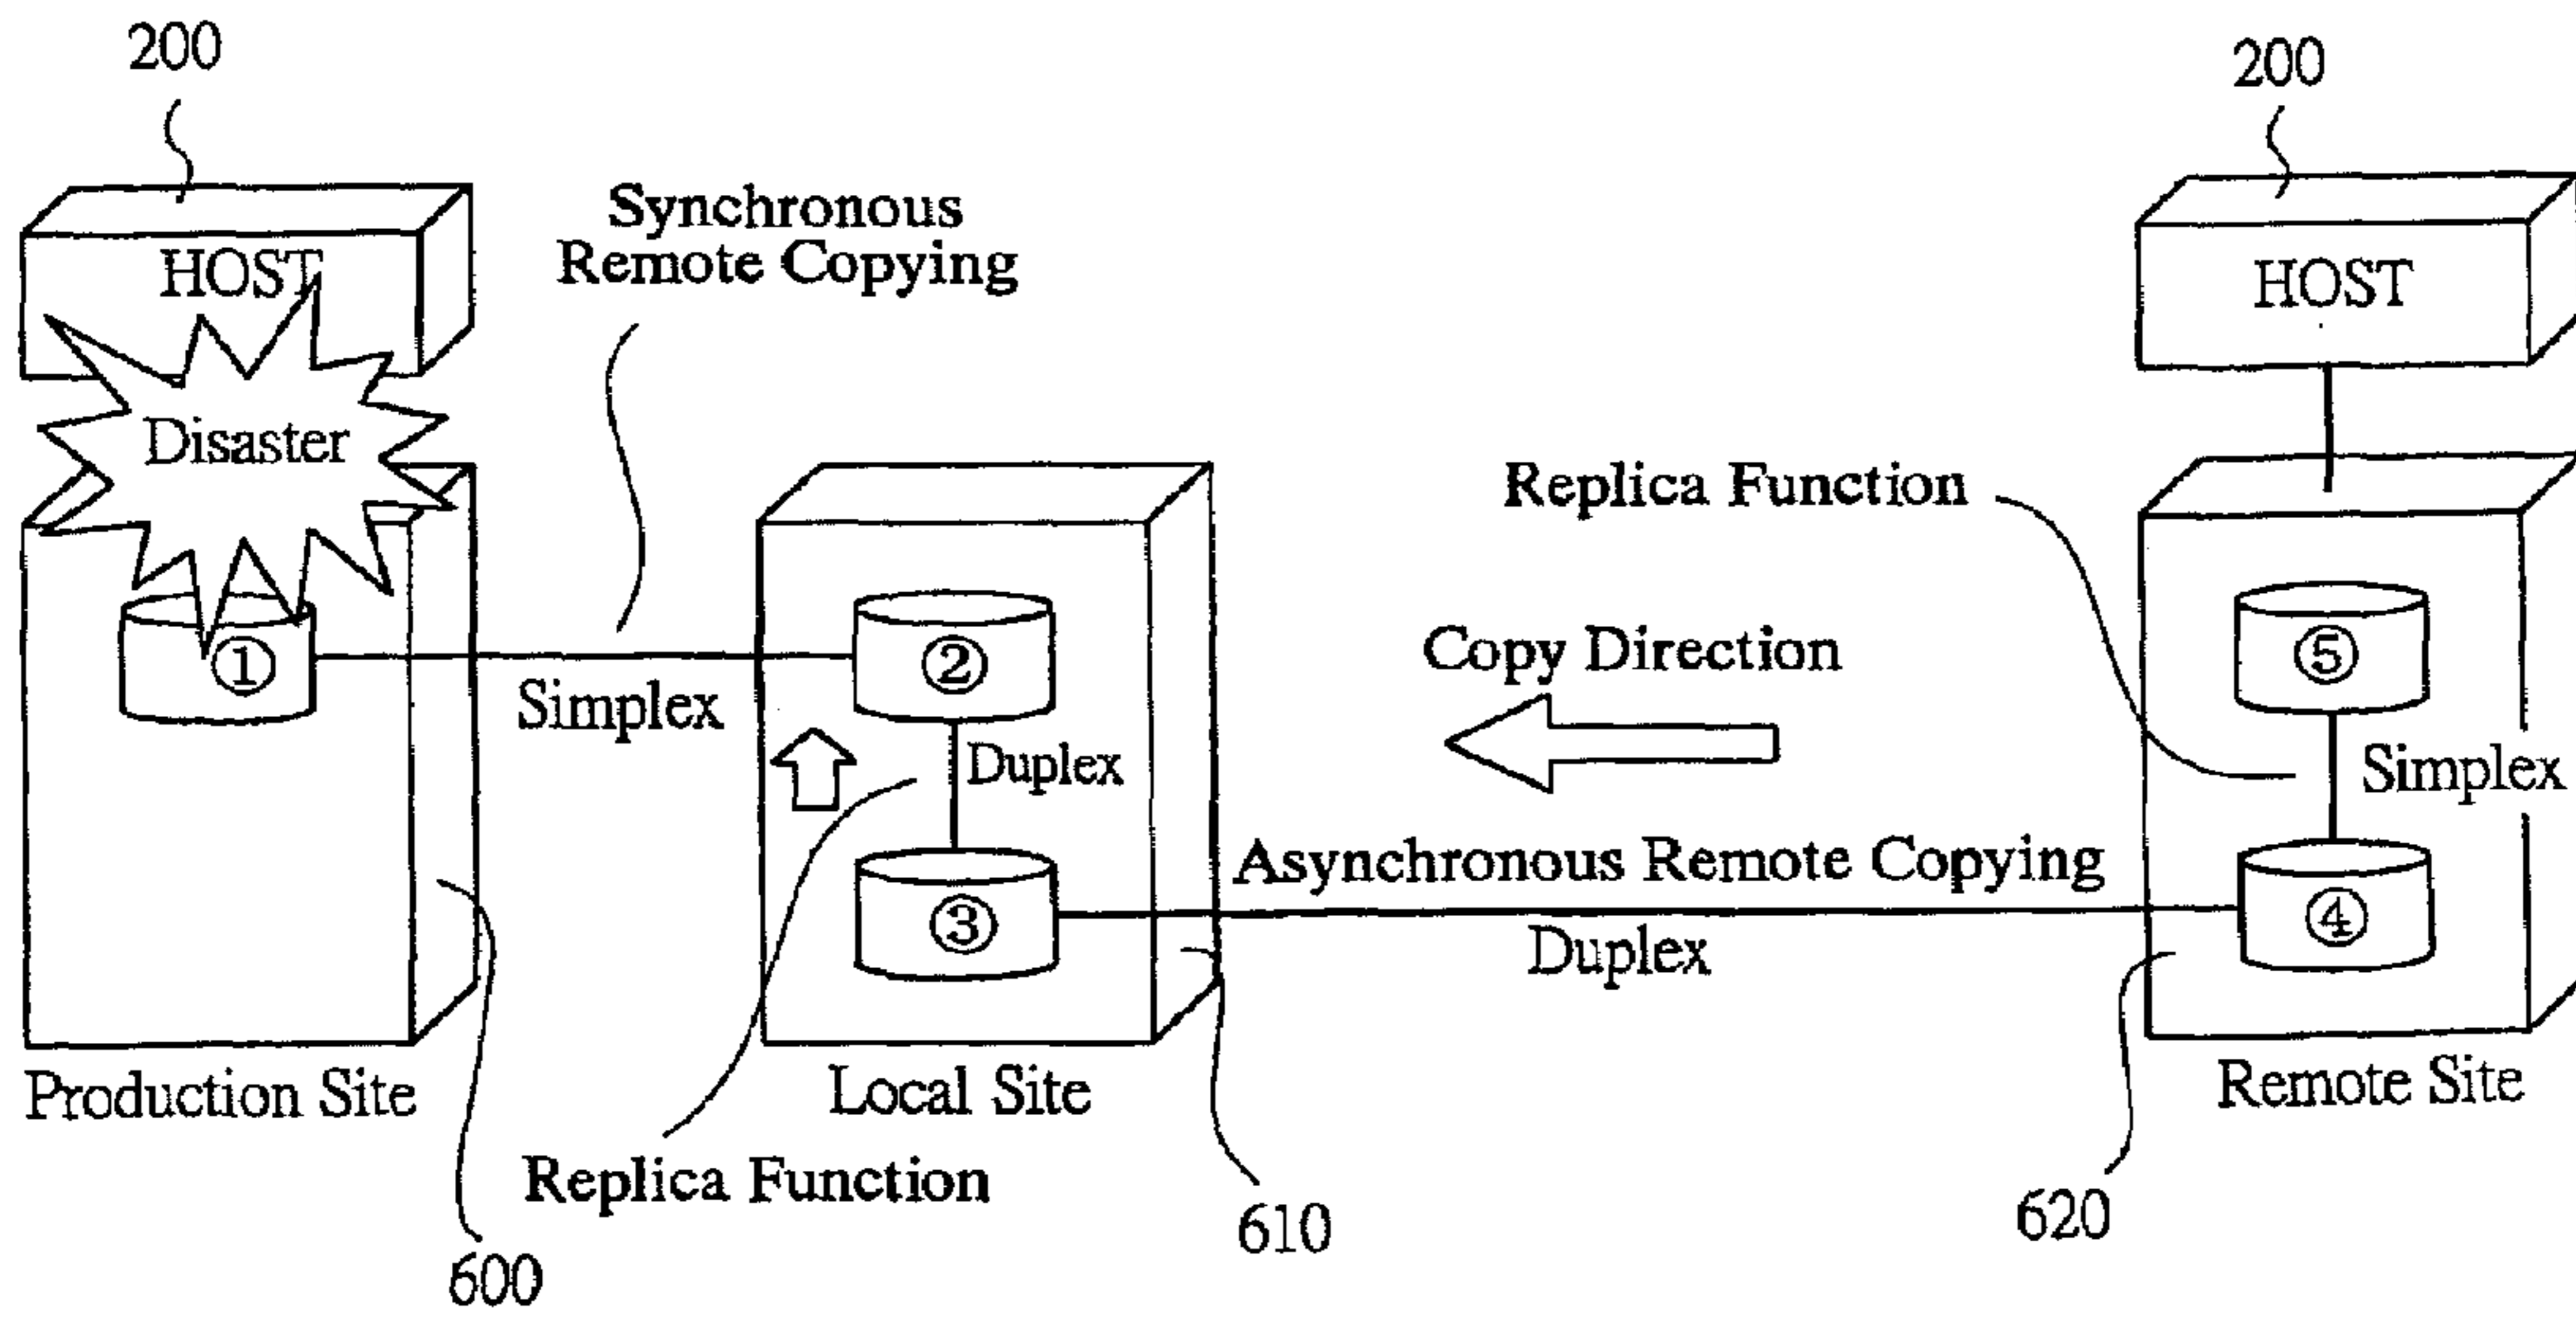 200
200
Synchronous
Remote Copying
HOST
HOST
Disaster
Replica Function
①
②
⑤
Copy Direction
Simplex
Duplex
Simplex
Asynchronous Remote Copying
③
④
Duplex
Production Site
Local Site
Remote Site
Replica Function
600
610
620